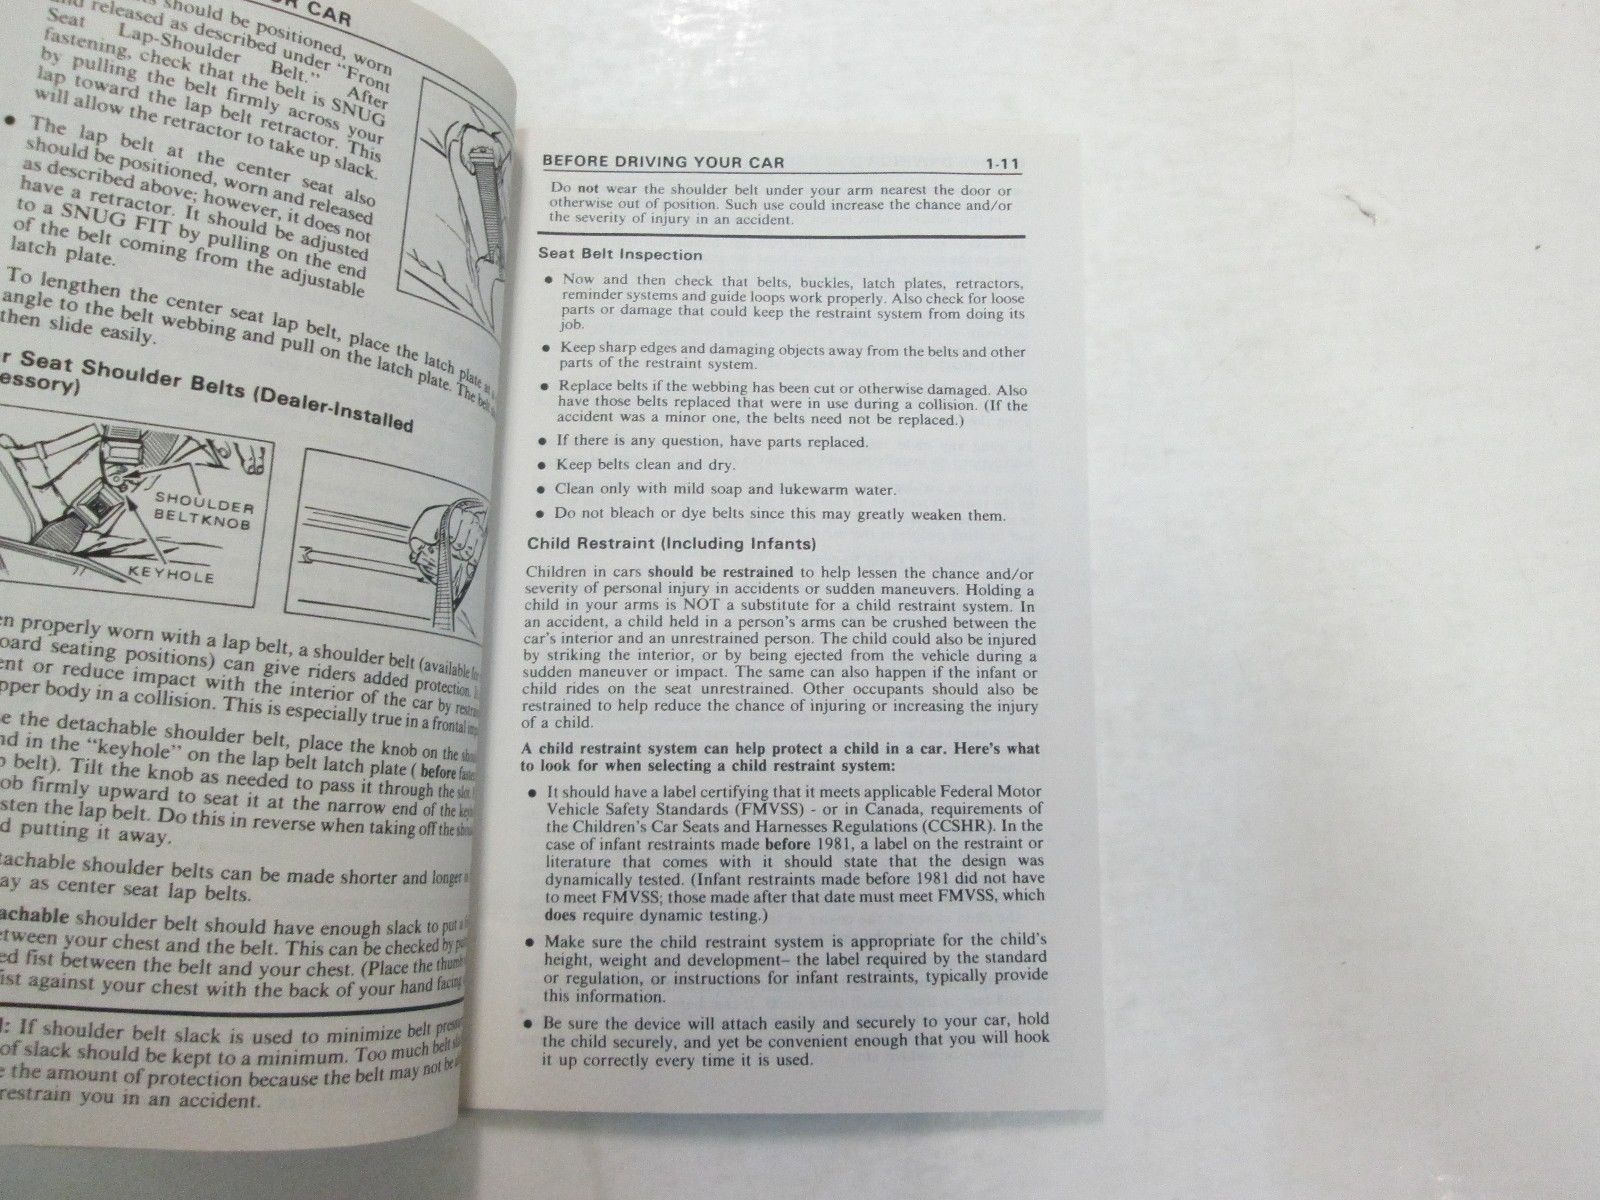 OR CAR
should be positioned, worn
and released as described under "Front
Seat Lap-Shoulder Belt." After
fastening, check that the belt is SNUG
by pulling the belt firmly across your
lap toward the lap belt retractor. This
will allow the retractor to take up slack.
• The lap belt at the center seat also
should be positioned, worn and released
as described above; however, it does not
have a retractor. It should be adjusted
to a SNUG FIT by pulling on the end
of the belt coming from the adjustable
latch plate.
To lengthen the center seat lap belt, place the latch plate at
angle to the belt webbing and pull on the latch plate. The belt
then slide easily.
r Seat Shoulder Belts (Dealer-Installed
essory)
SHOULDER
BELT KNOB
KEYHOLE
en properly worn with a lap belt, a shoulder belt (available for
oard seating positions) can give riders added protection.
ent or reduce impact with the interior of the car by
pper body in a collision. This is especially true in a frontal
e the detachable shoulder belt, place the knob on the
nd in the "keyhole" on the lap belt latch plate ( before
p belt). Tilt the knob as needed to pass it through the slot.
ob firmly upward to seat it at the narrow end of the
sten the lap belt. Do this in reverse when taking off the
d putting it away.
tachable shoulder belts can be made shorter and longer
ay as center seat lap belts.
achable shoulder belt should have enough slack to put a
etween your chest and the belt. This can be checked by
ed fist between the belt and your chest. (Place the thumb
ist against your chest with the back of your hand facing
: If shoulder belt slack is used to minimize belt
of slack should be kept to a minimum. Too much belt
e the amount of protection because the belt may not be
restrain you in an accident.
BEFORE DRIVING YOUR CAR 1-11
Do not wear the shoulder belt under your arm nearest the door or
otherwise out of position. Such use could increase the chance and/or
the severity of injury in an accident.
Seat Belt Inspection
• Now and then check that belts, buckles, latch plates, retractors,
reminder systems and guide loops work properly. Also check for loose
parts or damage that could keep the restraint system from doing its
job.
• Keep sharp edges and damaging objects away from the belts and other
parts of the restraint system.
• Replace belts if the webbing has been cut or otherwise damaged. Also
have those belts replaced that were in use during a collision. (If the
accident was a minor one, the belts need not be replaced.)
• If there is any question, have parts replaced.
• Keep belts clean and dry.
• Clean only with mild soap and lukewarm water.
• Do not bleach or dye belts since this may greatly weaken them.
Child Restraint (Including Infants)
Children in cars should be restrained to help lessen the chance and/or
severity of personal injury in accidents or sudden maneuvers. Holding a
child in your arms is NOT a substitute for a child restraint system. In
an accident, a child held in a person's arms can be crushed between the
car's interior and an unrestrained person. The child could also be injured
by striking the interior, or by being ejected from the vehicle during a
sudden maneuver or impact. The same can also happen if the infant or
child rides on the seat unrestrained. Other occupants should also be
restrained to help reduce the chance of injuring or increasing the injury
of a child.
A child restraint system can help protect a child in a car. Here's what
to look for when selecting a child restraint system:
• It should have a label certifying that it meets applicable Federal Motor
Vehicle Safety Standards (FMVSS) - or in Canada, requirements of
the Children's Car Seats and Harnesses Regulations (CCSHR). In the
case of infant restraints made before 1981, a label on the restraint or
literature that comes with it should state that the design was
dynamically tested. (Infant restraints made before 1981 did not have
to meet FMVSS; those made after that date must meet FMVSS, which
does require dynamic testing.)
• Make sure the child restraint system is appropriate for the child's
height, weight and development– the label required by the standard
or regulation, or instructions for infant restraints, typically provide
this information.
• Be sure the device will attach easily and securely to your car, hold
the child securely, and yet be convenient enough that you will hook
it up correctly every time it is used.